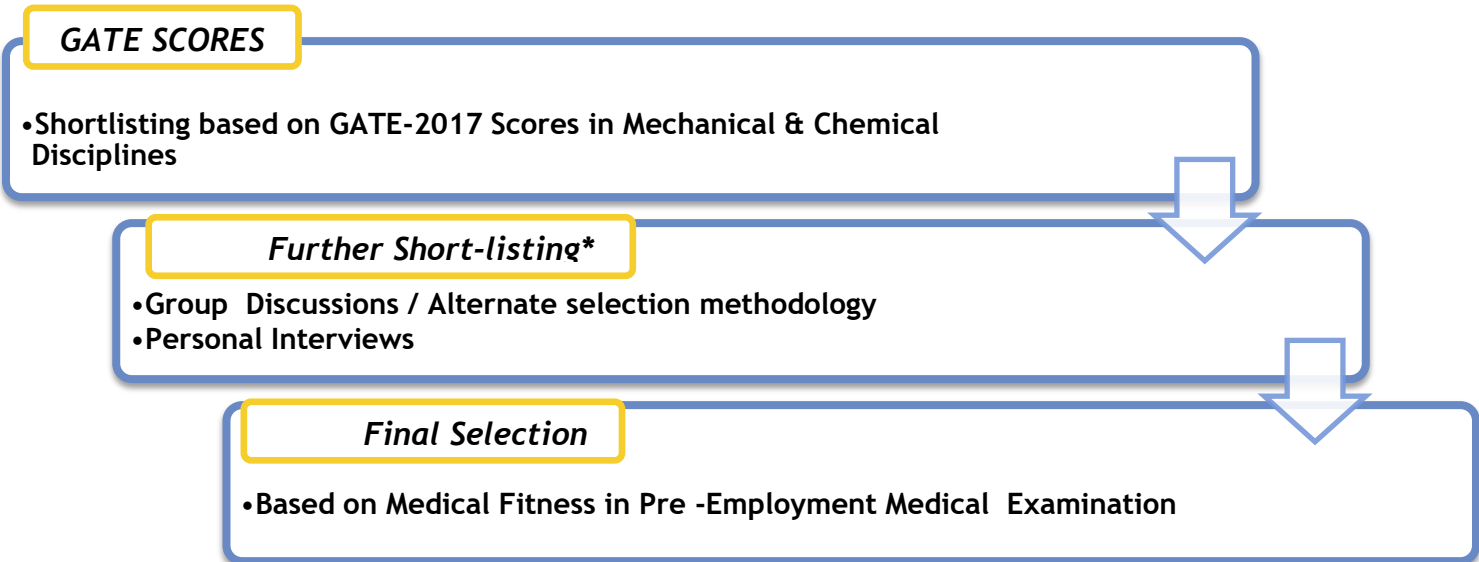 GATE SCORES
•Shortlisting based on GATE-2017 Scores in Mechanical & Chemical
Disciplines
Further Short-listing*
•Group Discussions / Alternate selection methodology
•Personal Interviews
Final Selection
•Based on Medical Fitness in Pre -Employment Medical Examination